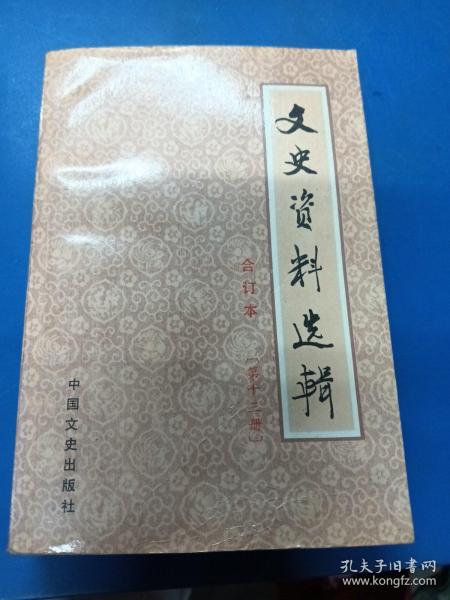 文史资料选辑
合订本
〔第十三册〕
中国文史出版社
孔夫子旧书网
www.kongfz.com